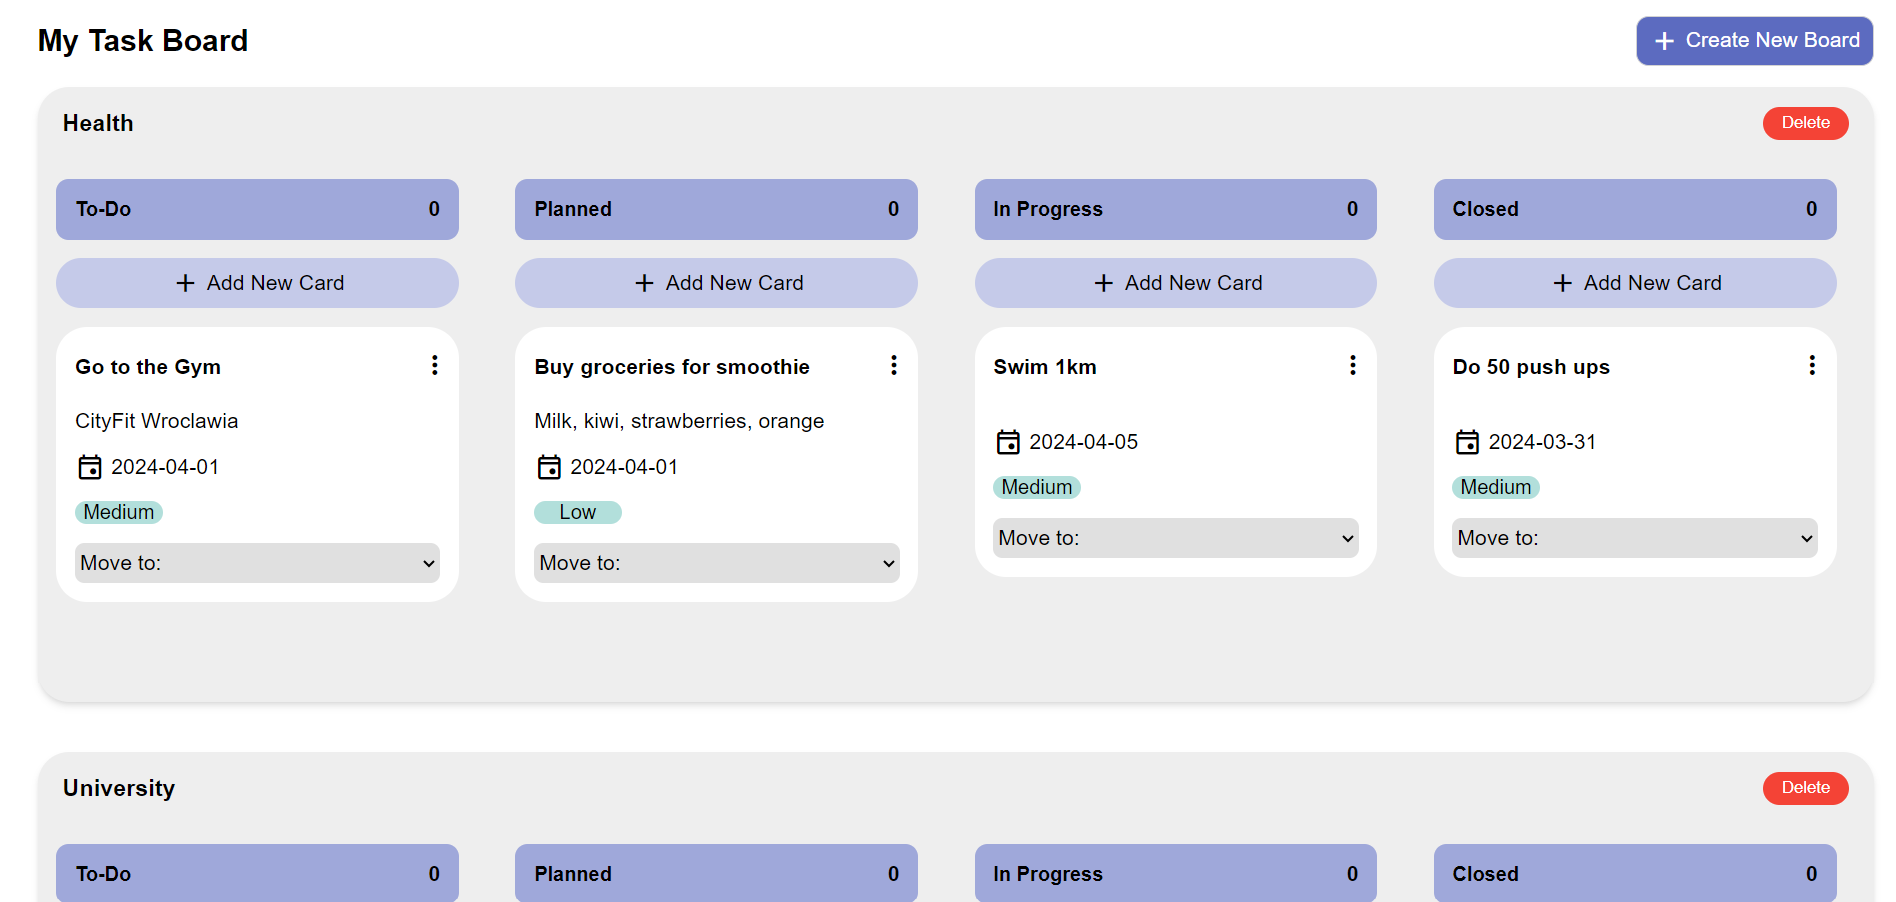 My Task Board
Create New Board
Health
Delete
To-Do 0
Planned 0
In Progress 0
Closed 0
Add New Card
Add New Card
Add New Card
Add New Card
Go to the Gym
CityFit Wroclawia
2024-04-01
Medium
Move to:
Buy groceries for smoothie
Milk, kiwi, strawberries, orange
2024-04-01
Low
Move to:
Swim 1km
2024-04-05
Medium
Move to:
Do 50 push ups
2024-03-31
Medium
Move to:
University
Delete
To-Do 0
Planned 0
In Progress 0
Closed 0